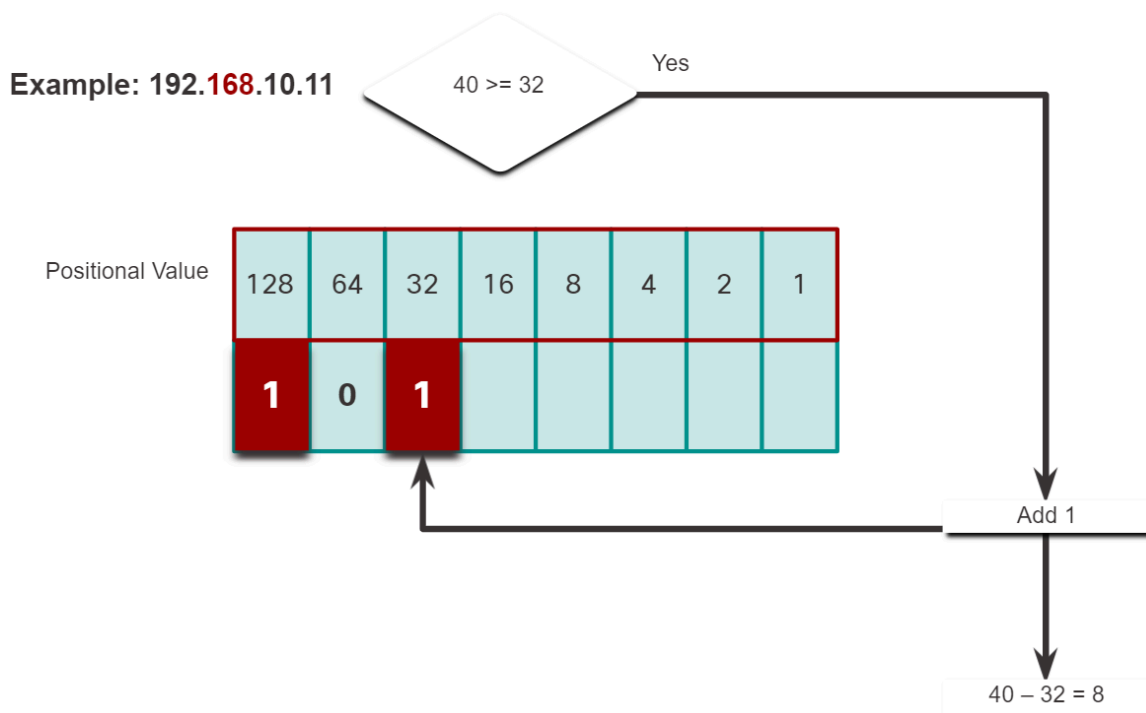 Example: 192.168.10.11
40 >= 32
Yes
Positional Value
128 64 32 16 8 4 2 1
1 0 1
Add 1
40 – 32 = 8